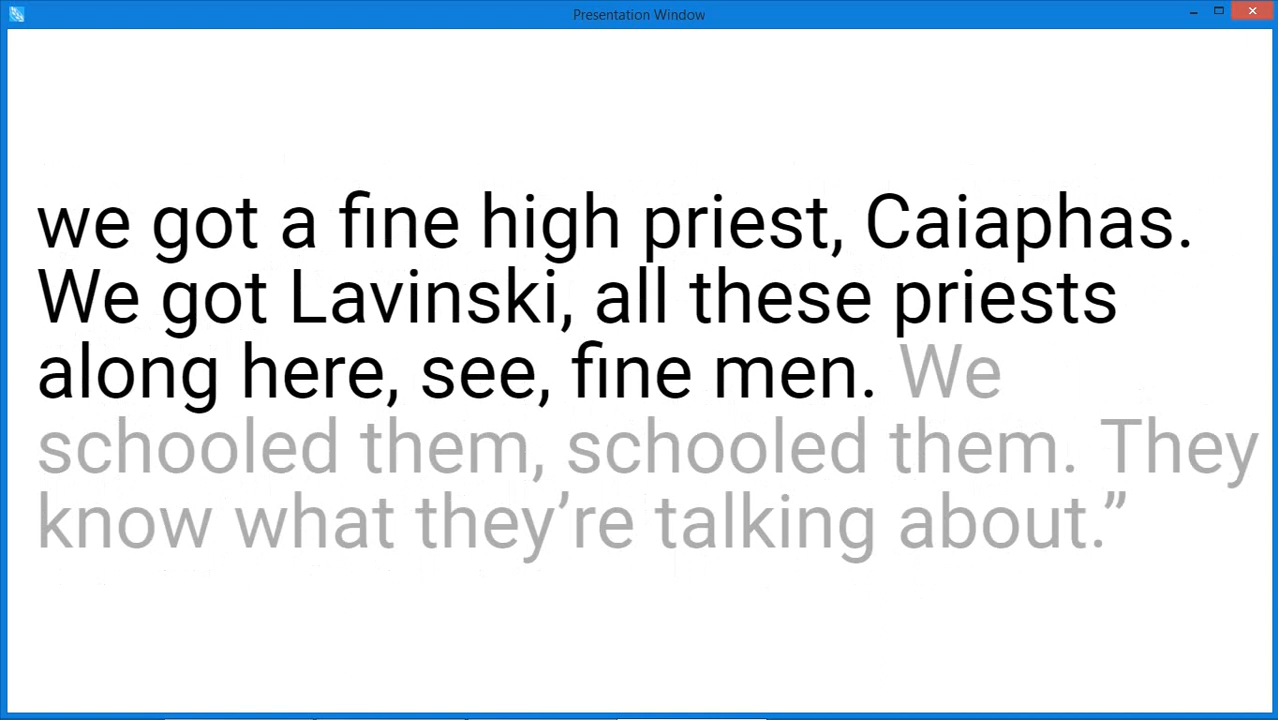 Presentation Window
we got a fine high priest, Caiaphas.
We got Lavinski, all these priests
along here, see, fine men. We
schooled them, schooled them. They
know what they’re talking about.”